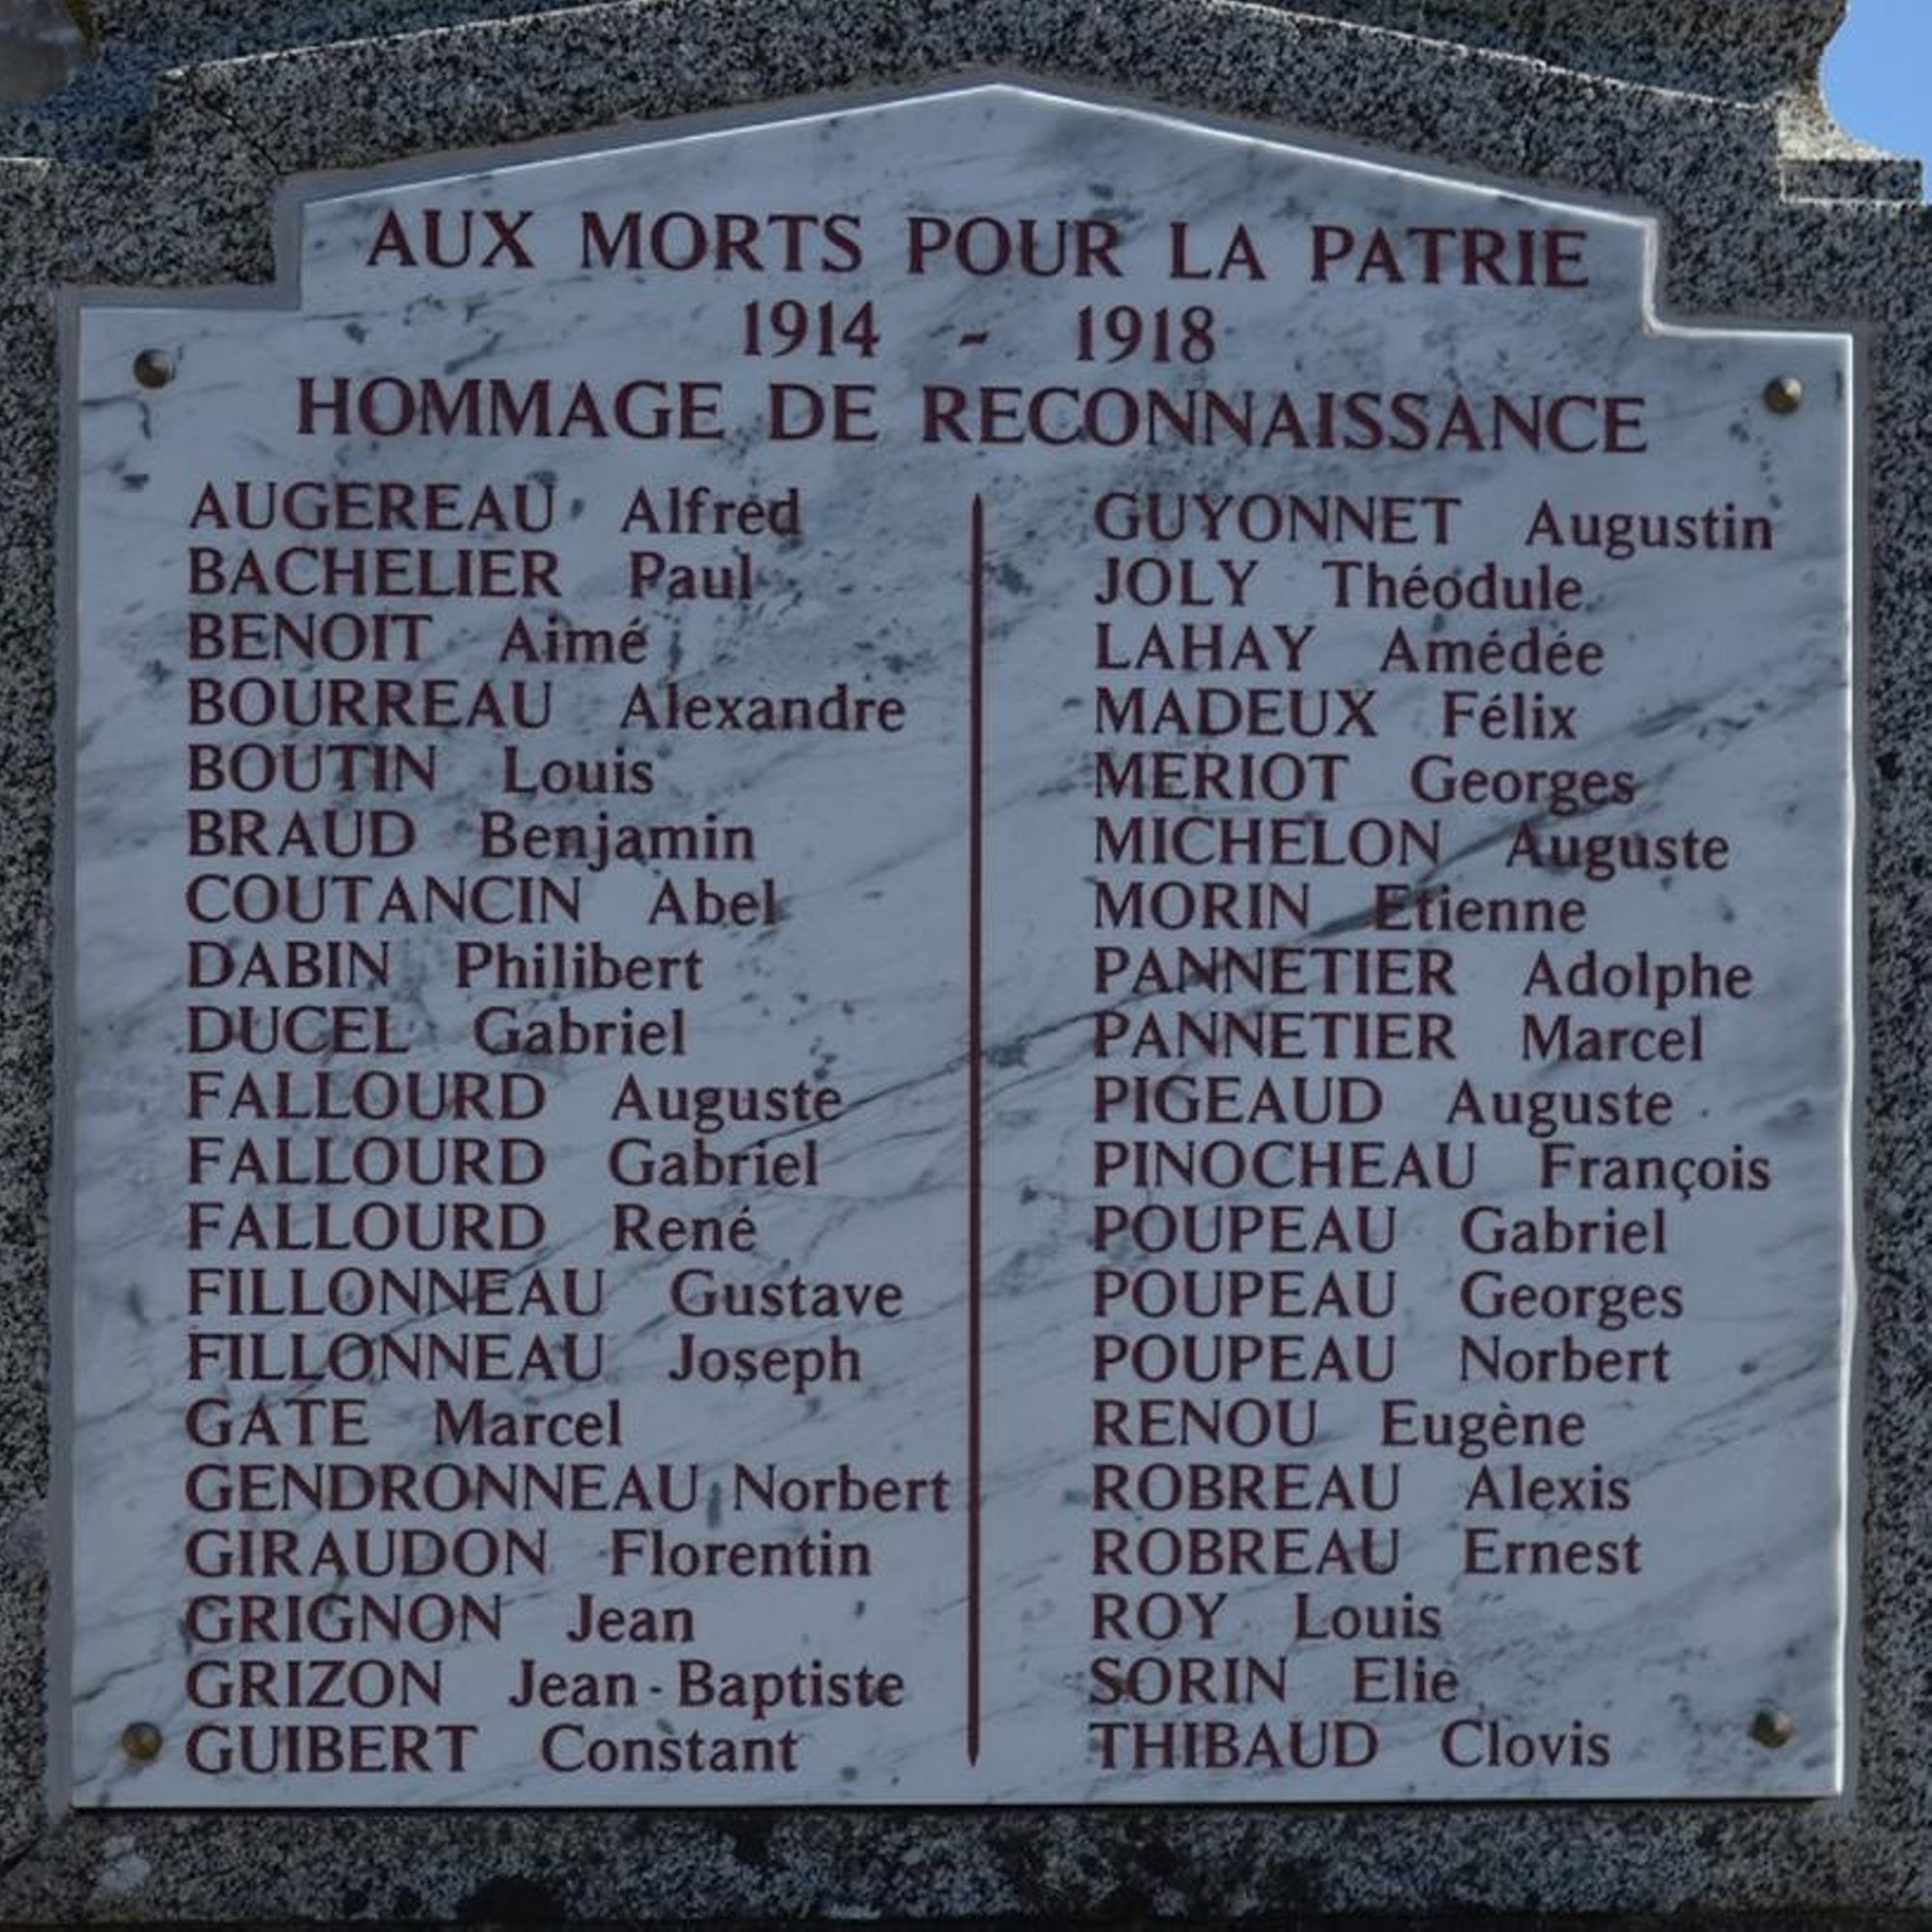 AUX MORTS POUR LA PATRIE
1914 - 1918
HOMMAGE DE RECONNAISSANCE
AUGEREAU Alfred
BACHELIER Paul
BENOIT Aimé
BOURREAU Alexandre
BOUTIN Louis
BRAUD Benjamin
COUTANCIN Abel
DABIN Philibert
DUCEL Gabriel
FALLOURD Auguste
FALLOURD Gabriel
FALLOURD René
FILLONNEAU Gustave
FILLONNEAU Joseph
GATE Marcel
GENDRONNEAU Norbert
GIRAUDON Florentin
GRIGNON Jean
GRIZON Jean-Baptiste
GUIBERT Constant
GUYONNET Augustin
JOLY Théodule
LAHAY Amédée
MADEUX Félix
MERIOT Georges
MICHELON Auguste
MORIN Etienne
PANNETIER Adolphe
PANNETIER Marcel
PIGEAUD Auguste
PINOCHEAU François
POUPEAU Gabriel
POUPEAU Georges
POUPEAU Norbert
RENOU Eugène
ROBREAU Alexis
ROBREAU Ernest
ROY Louis
SORIN Elie
THIBAUD Clovis